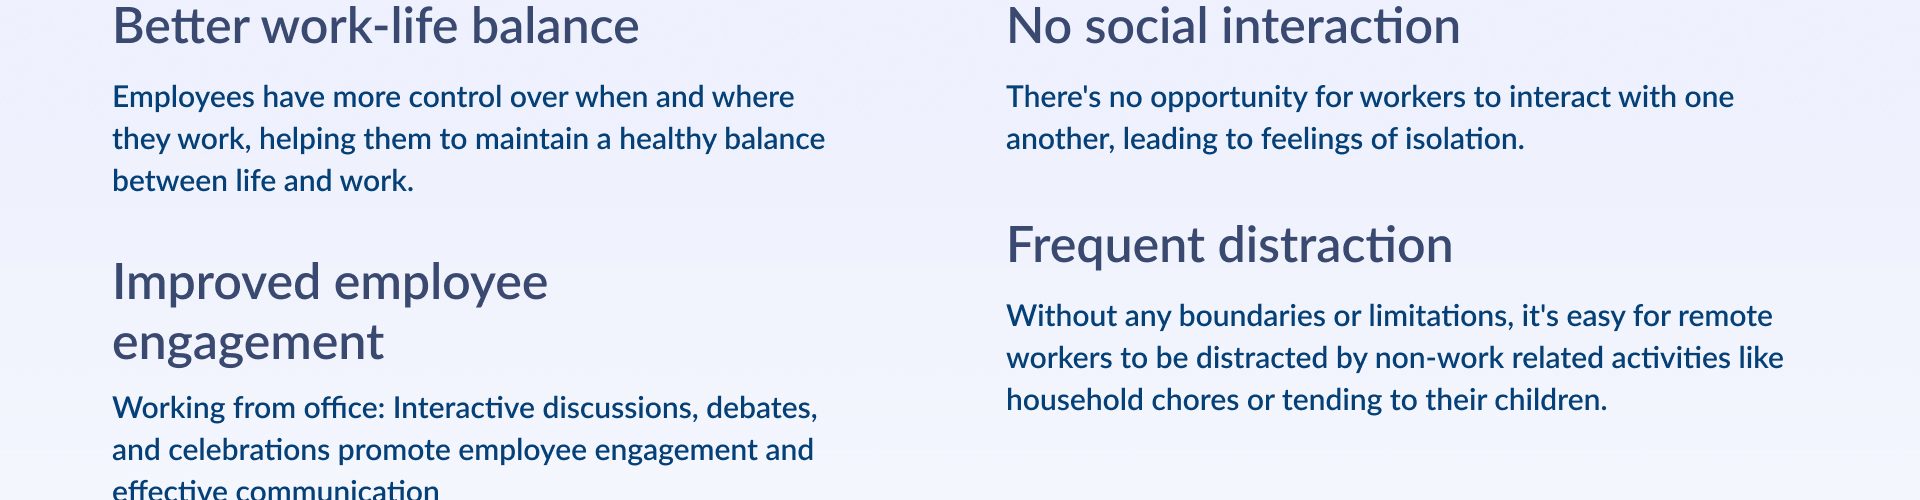 Better work-life balance
Employees have more control over when and where
they work, helping them to maintain a healthy balance
between life and work.
Improved employee
engagement
Working from office: Interactive discussions, debates,
and celebrations promote employee engagement and
effective communication
No social interaction
There's no opportunity for workers to interact with one
another, leading to feelings of isolation.
Frequent distraction
Without any boundaries or limitations, it's easy for remote
workers to be distracted by non-work related activities like
household chores or tending to their children.